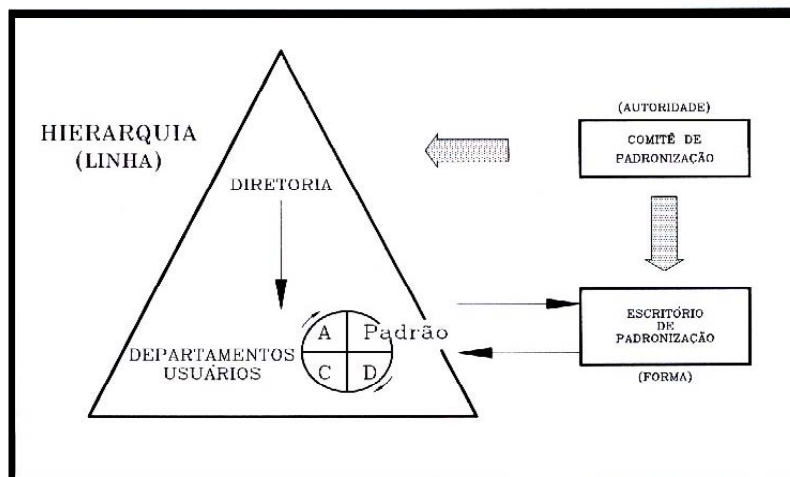 HIERARQUIA
(LINHA)
DIRETORIA
DEPARTAMENTOS
USUÁRIOS
A
Padrão
C
D
(AUTORIDADE)
COMITÊ DE
PADRONIZAÇÃO
ESCRITÓRIO
DE
PADRONIZAÇÃO
(FORMA)